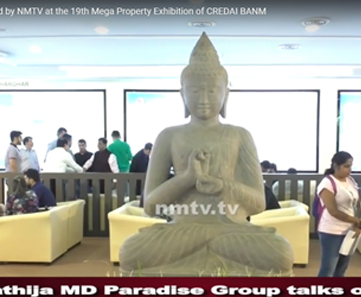 d by NMTV at the 19th Mega Property Exhibition of CREDAI BANM
nmtv.tv
athija MD Paradise Group talks o